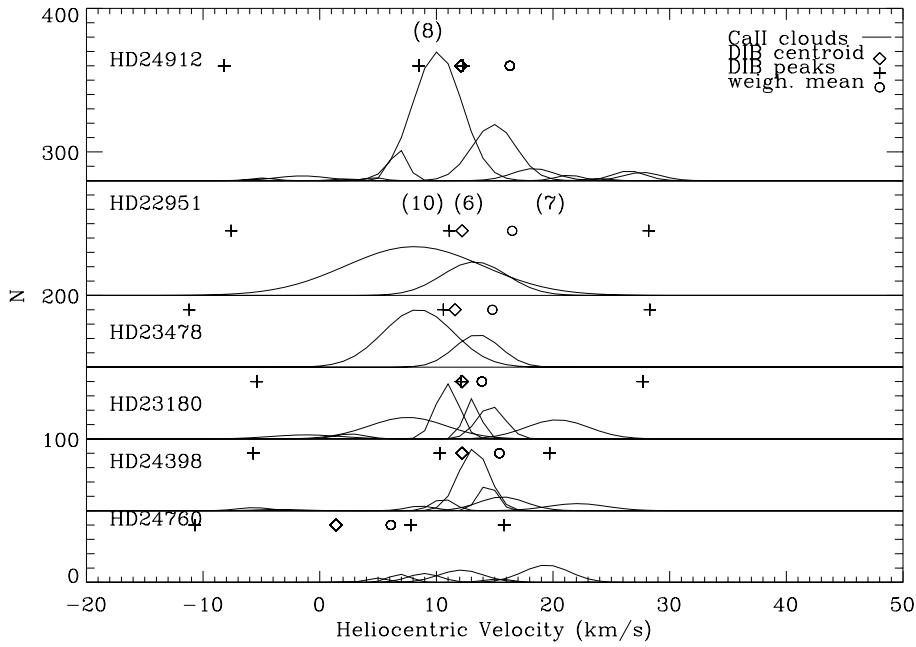 400
(8)
CaII clouds
HD24912
DIB centroid
DIB peaks
weigh. mean
300
HD22951
(10) (6) (7)
N
200
HD23478
HD23180
100
HD24398
HD24760
0
−20 −10 0 10 20 30 40 50
Heliocentric Velocity (km/s)